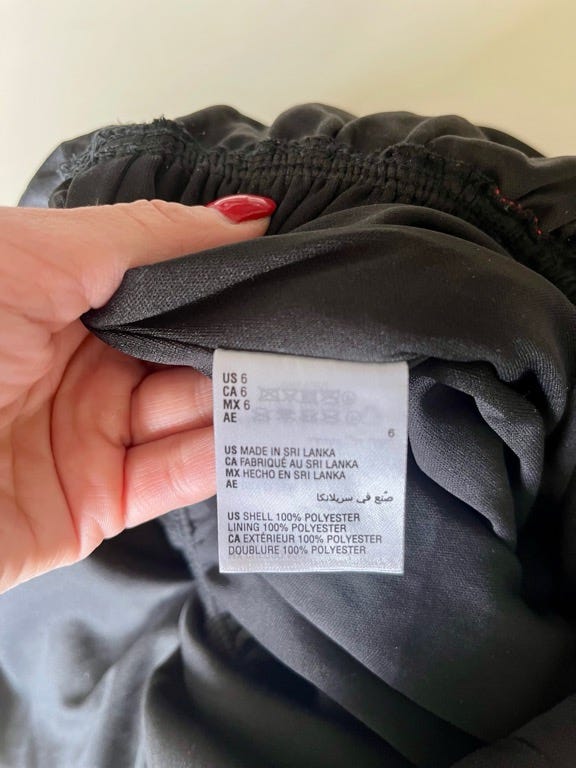 US 6
CA 6
MX 6
AE
6
US MADE IN SRI LANKA
CA FABRIQUÉ AU SRI LANKA
MX HECHO EN SRI LANKA
AE
صنع في سريلانكا
US SHELL 100% POLYESTER
LINING 100% POLYESTER
CA EXTÉRIEUR 100% POLYESTER
DOUBLURE 100% POLYESTER